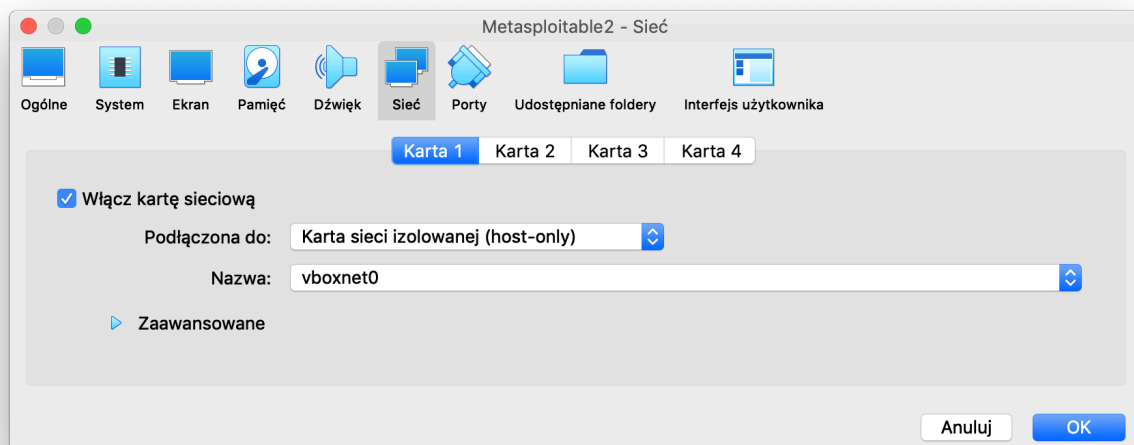 Metasploitable2 - Sieć
Ogólne System Ekran Pamięć Dźwięk Sieć Porty Udostępniane foldery Interfejs użytkownika
Karta 1 Karta 2 Karta 3 Karta 4
Włącz kartę sieciową
Podłączona do: Karta sieci izolowanej (host-only)
Nazwa: vboxnet0
Zaawansowane
Anuluj OK